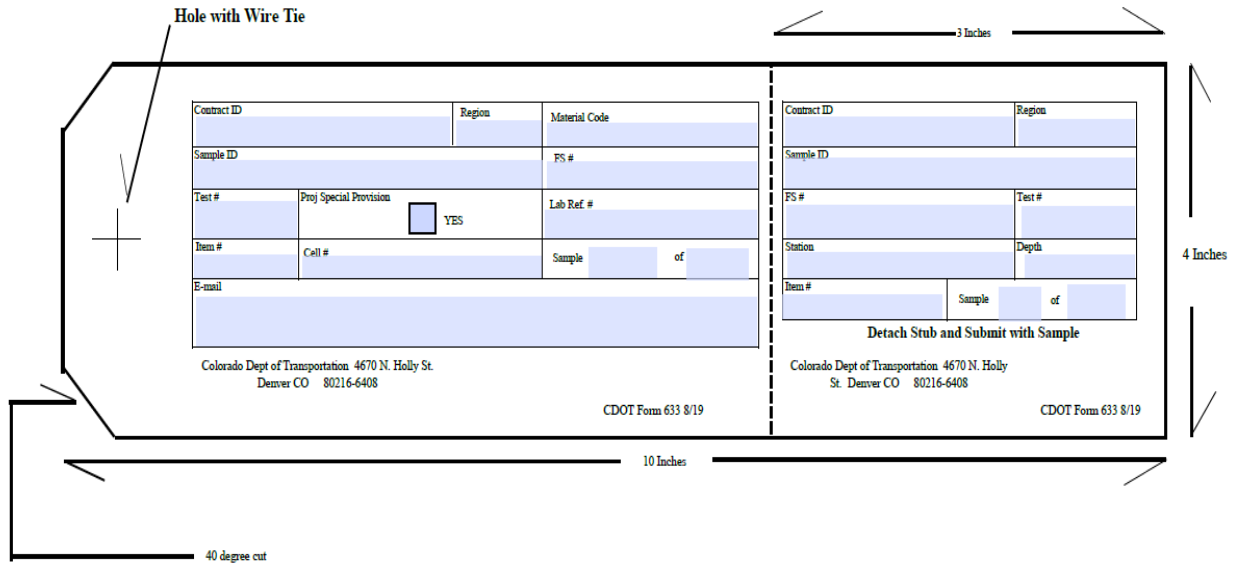 Hole with Wire Tie
3 Inches
Contract ID
Region
Material Code
Sample ID
FS #
Test #
Proj Special Provision
YES
Lab Ref. #
Item #
Cell #
Sample of
E-mail
Colorado Dept of Transportation 4670 N. Holly St.
Denver CO 80216-6408
CDOT Form 633 8/19
Contract ID
Region
Sample ID
FS #
Test #
Station
Depth
Item #
Sample of
Detach Stub and Submit with Sample
Colorado Dept of Transportation 4670 N. Holly
St. Denver CO 80216-6408
CDOT Form 633 8/19
4 Inches
10 Inches
40 degree cut